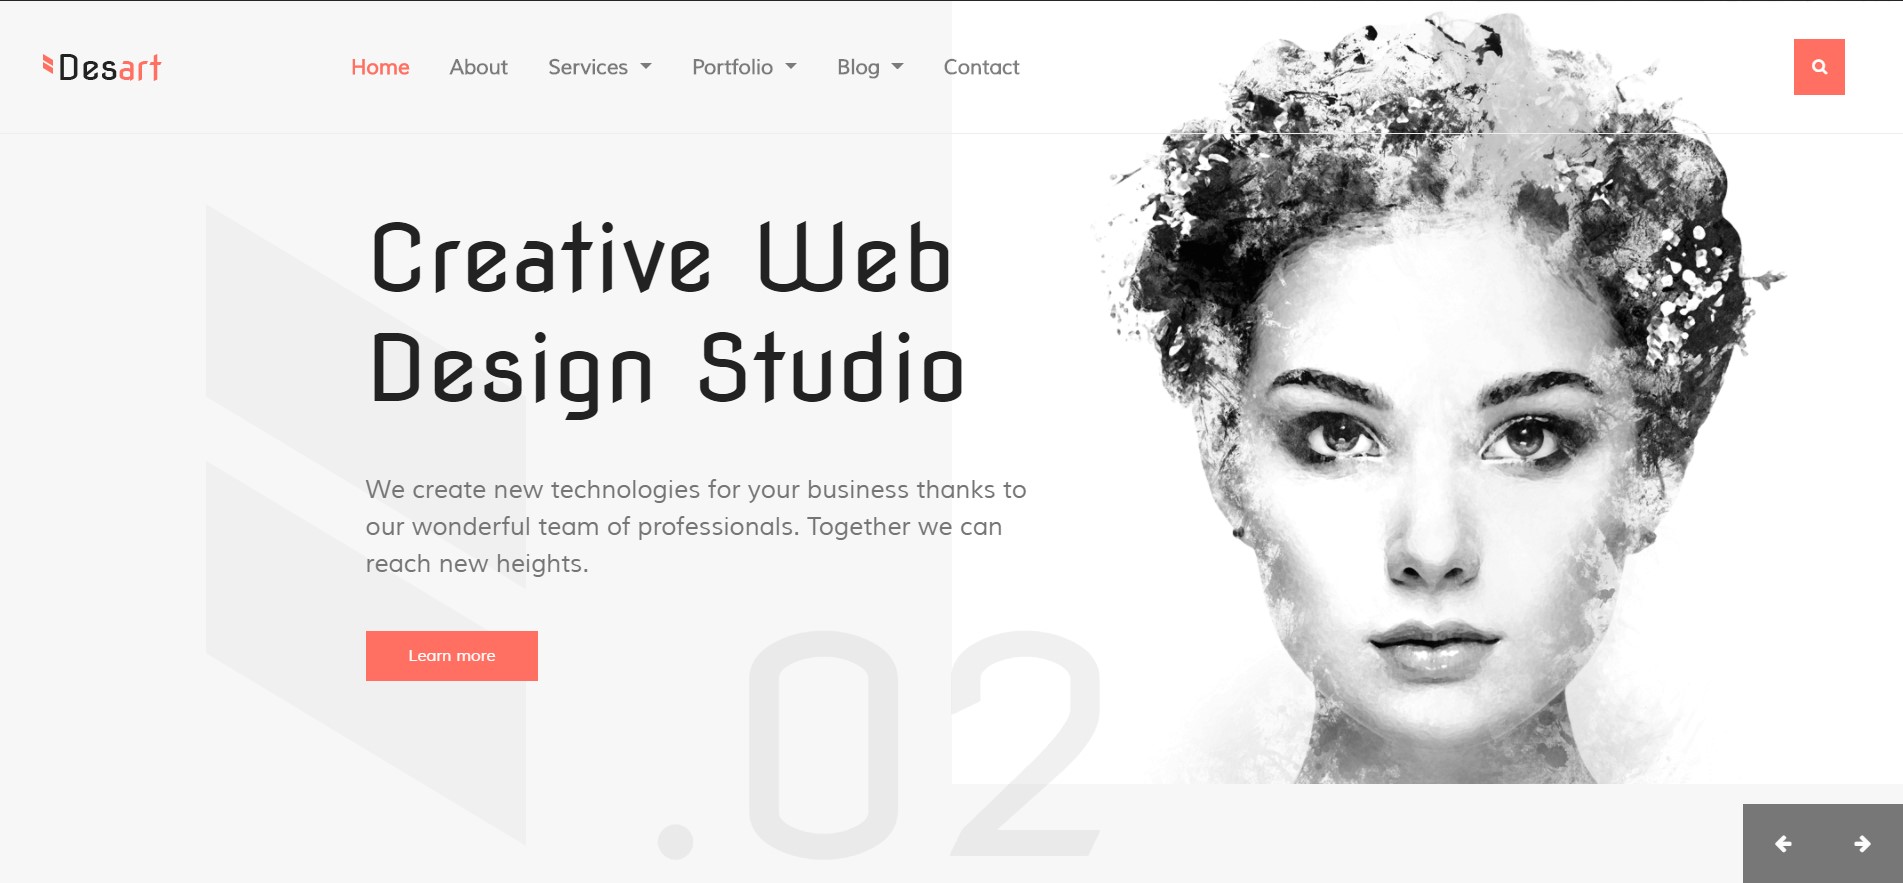 Desart
Home About Services Portfolio Blog Contact
Creative Web
Design Studio
We create new technologies for your business thanks to
our wonderful team of professionals. Together we can
reach new heights.
Learn more
.02